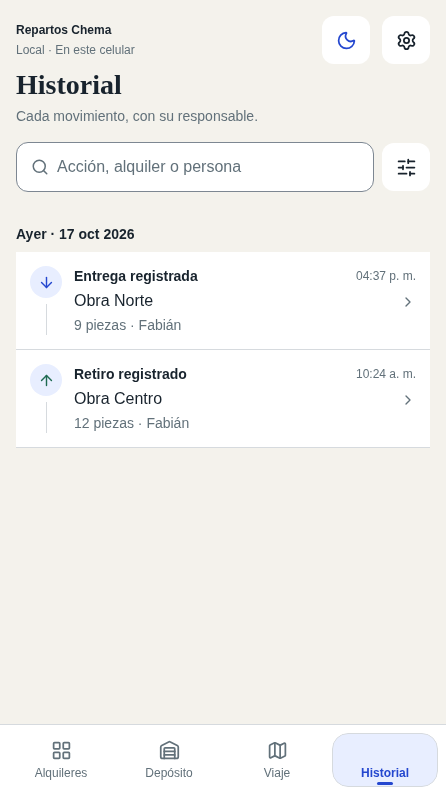 Repartos Chema
Local · En este celular
Historial
Cada movimiento, con su responsable.
Acción, alquiler o persona
Ayer · 17 oct 2026
Entrega registrada
04:37 p. m.
Obra Norte
9 piezas · Fabián
Retiro registrado
10:24 a. m.
Obra Centro
12 piezas · Fabián
Alquileres
Depósito
Viaje
Historial